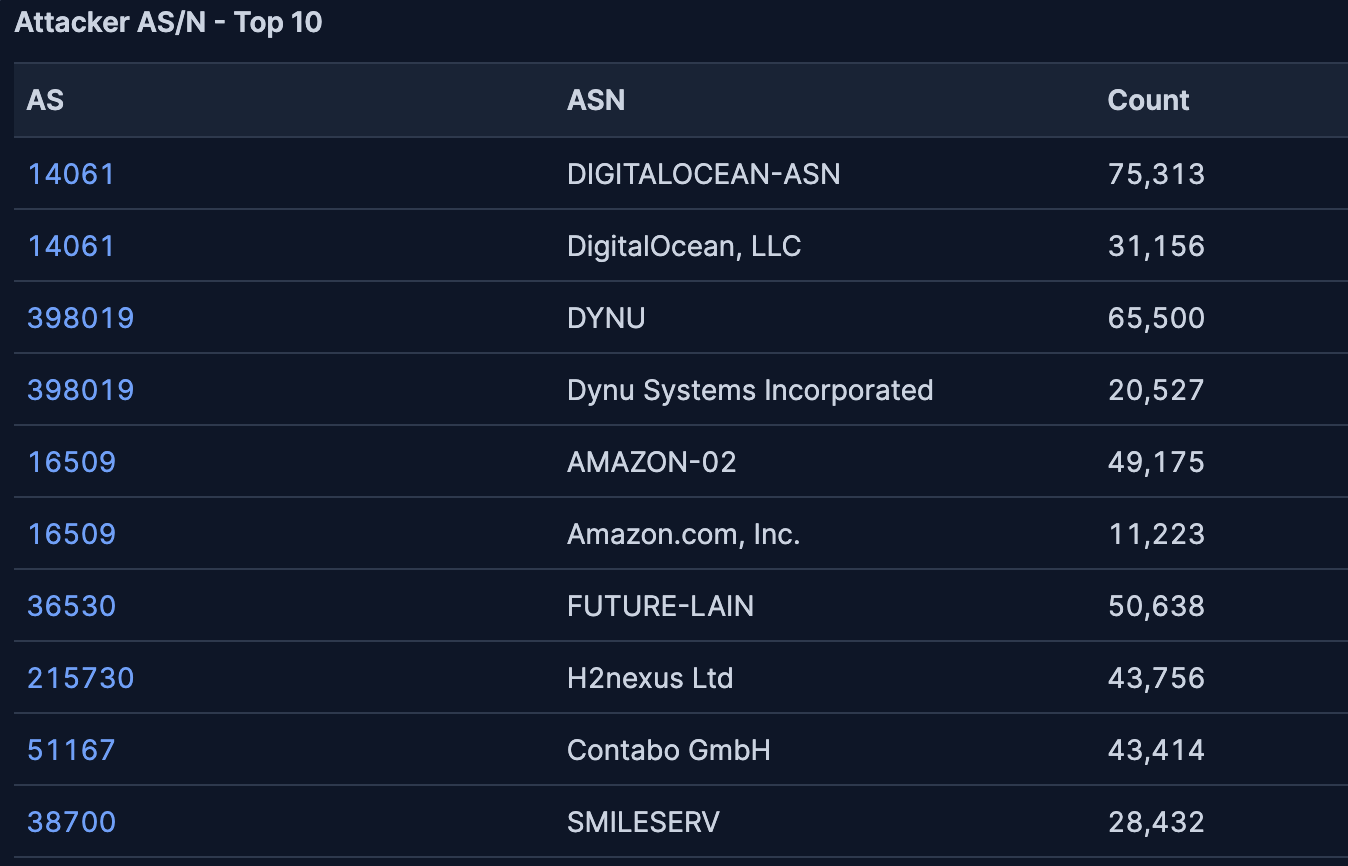 Attacker AS/N - Top 10
AS ASN Count
14061 DIGITALOCEAN-ASN 75,313
14061 DigitalOcean, LLC 31,156
398019 DYNU 65,500
398019 Dynu Systems Incorporated 20,527
16509 AMAZON-02 49,175
16509 Amazon.com, Inc. 11,223
36530 FUTURE-LAIN 50,638
215730 H2nexus Ltd 43,756
51167 Contabo GmbH 43,414
38700 SMILESERV 28,432